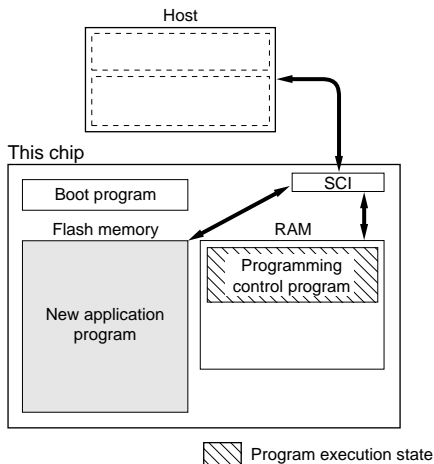 Host
This chip
SCI
Boot program
Flash memory
RAM
Programming
control program
New application
program
Program execution state